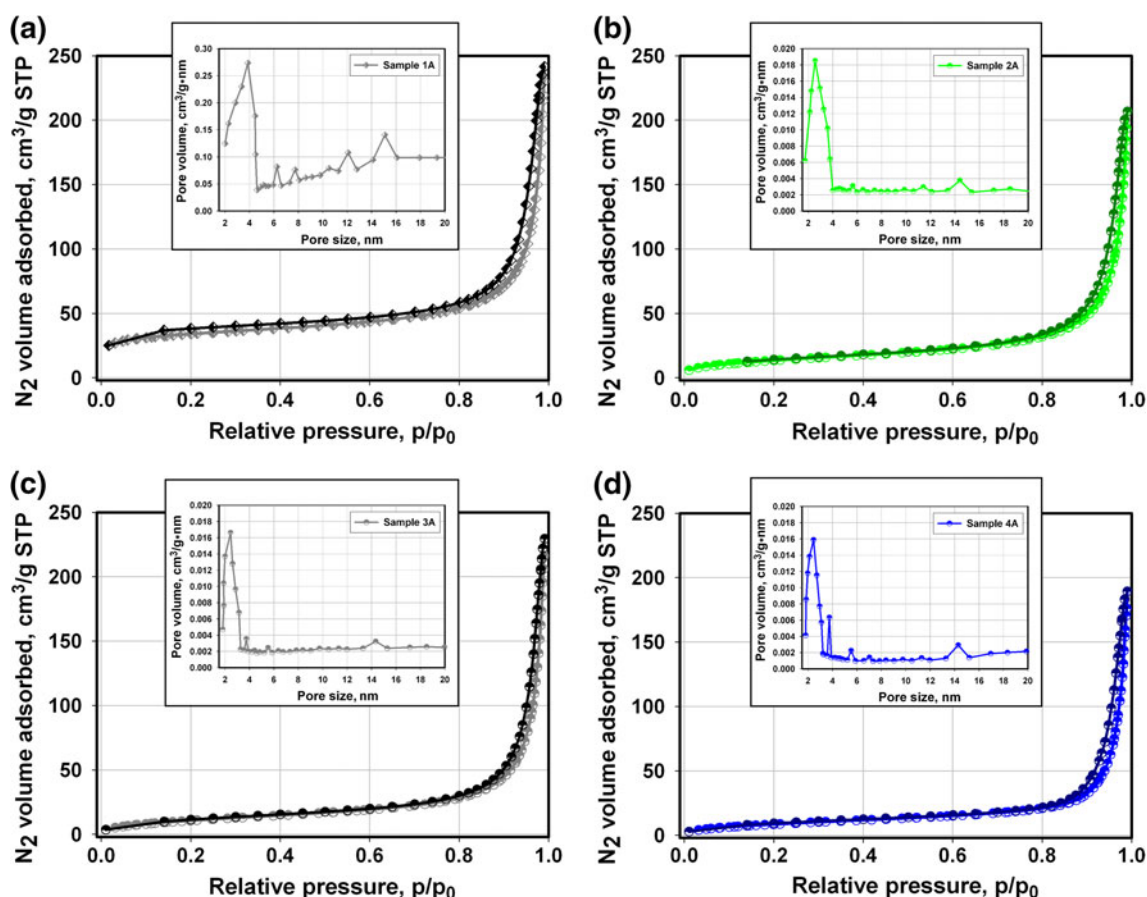 (a)
250
200
150
100
50
0
N₂ volume adsorbed, cm³/g STP
0.0 0.2 0.4 0.6 0.8 1.0
Relative pressure, p/p₀
0.30
0.25
0.20
0.15
0.10
0.05
0.00
Pore volume, cm³/g•nm
Sample 1A
2 4 6 8 10 12 14 16 18 20
Pore size, nm
(b)
250
200
150
100
50
0
N₂ volume adsorbed, cm³/g STP
0.0 0.2 0.4 0.6 0.8 1.0
Relative pressure, p/p₀
0.020
0.018
0.016
0.014
0.012
0.010
0.008
0.006
0.004
0.002
0.000
Pore volume, cm³/g•nm
Sample 2A
2 4 6 8 10 12 14 16 18 20
Pore size, nm
(c)
250
200
150
100
50
0
N₂ volume adsorbed, cm³/g STP
0.0 0.2 0.4 0.6 0.8 1.0
Relative pressure, p/p₀
0.020
0.018
0.016
0.014
0.012
0.010
0.008
0.006
0.004
0.002
0.000
Pore volume, cm³/g•nm
Sample 3A
2 4 6 8 10 12 14 16 18 20
Pore size, nm
(d)
250
200
150
100
50
0
N₂ volume adsorbed, cm³/g STP
0.0 0.2 0.4 0.6 0.8 1.0
Relative pressure, p/p₀
0.020
0.018
0.016
0.014
0.012
0.010
0.008
0.006
0.004
0.002
0.000
Pore volume, cm³/g•nm
Sample 4A
2 4 6 8 10 12 14 16 18 20
Pore size, nm